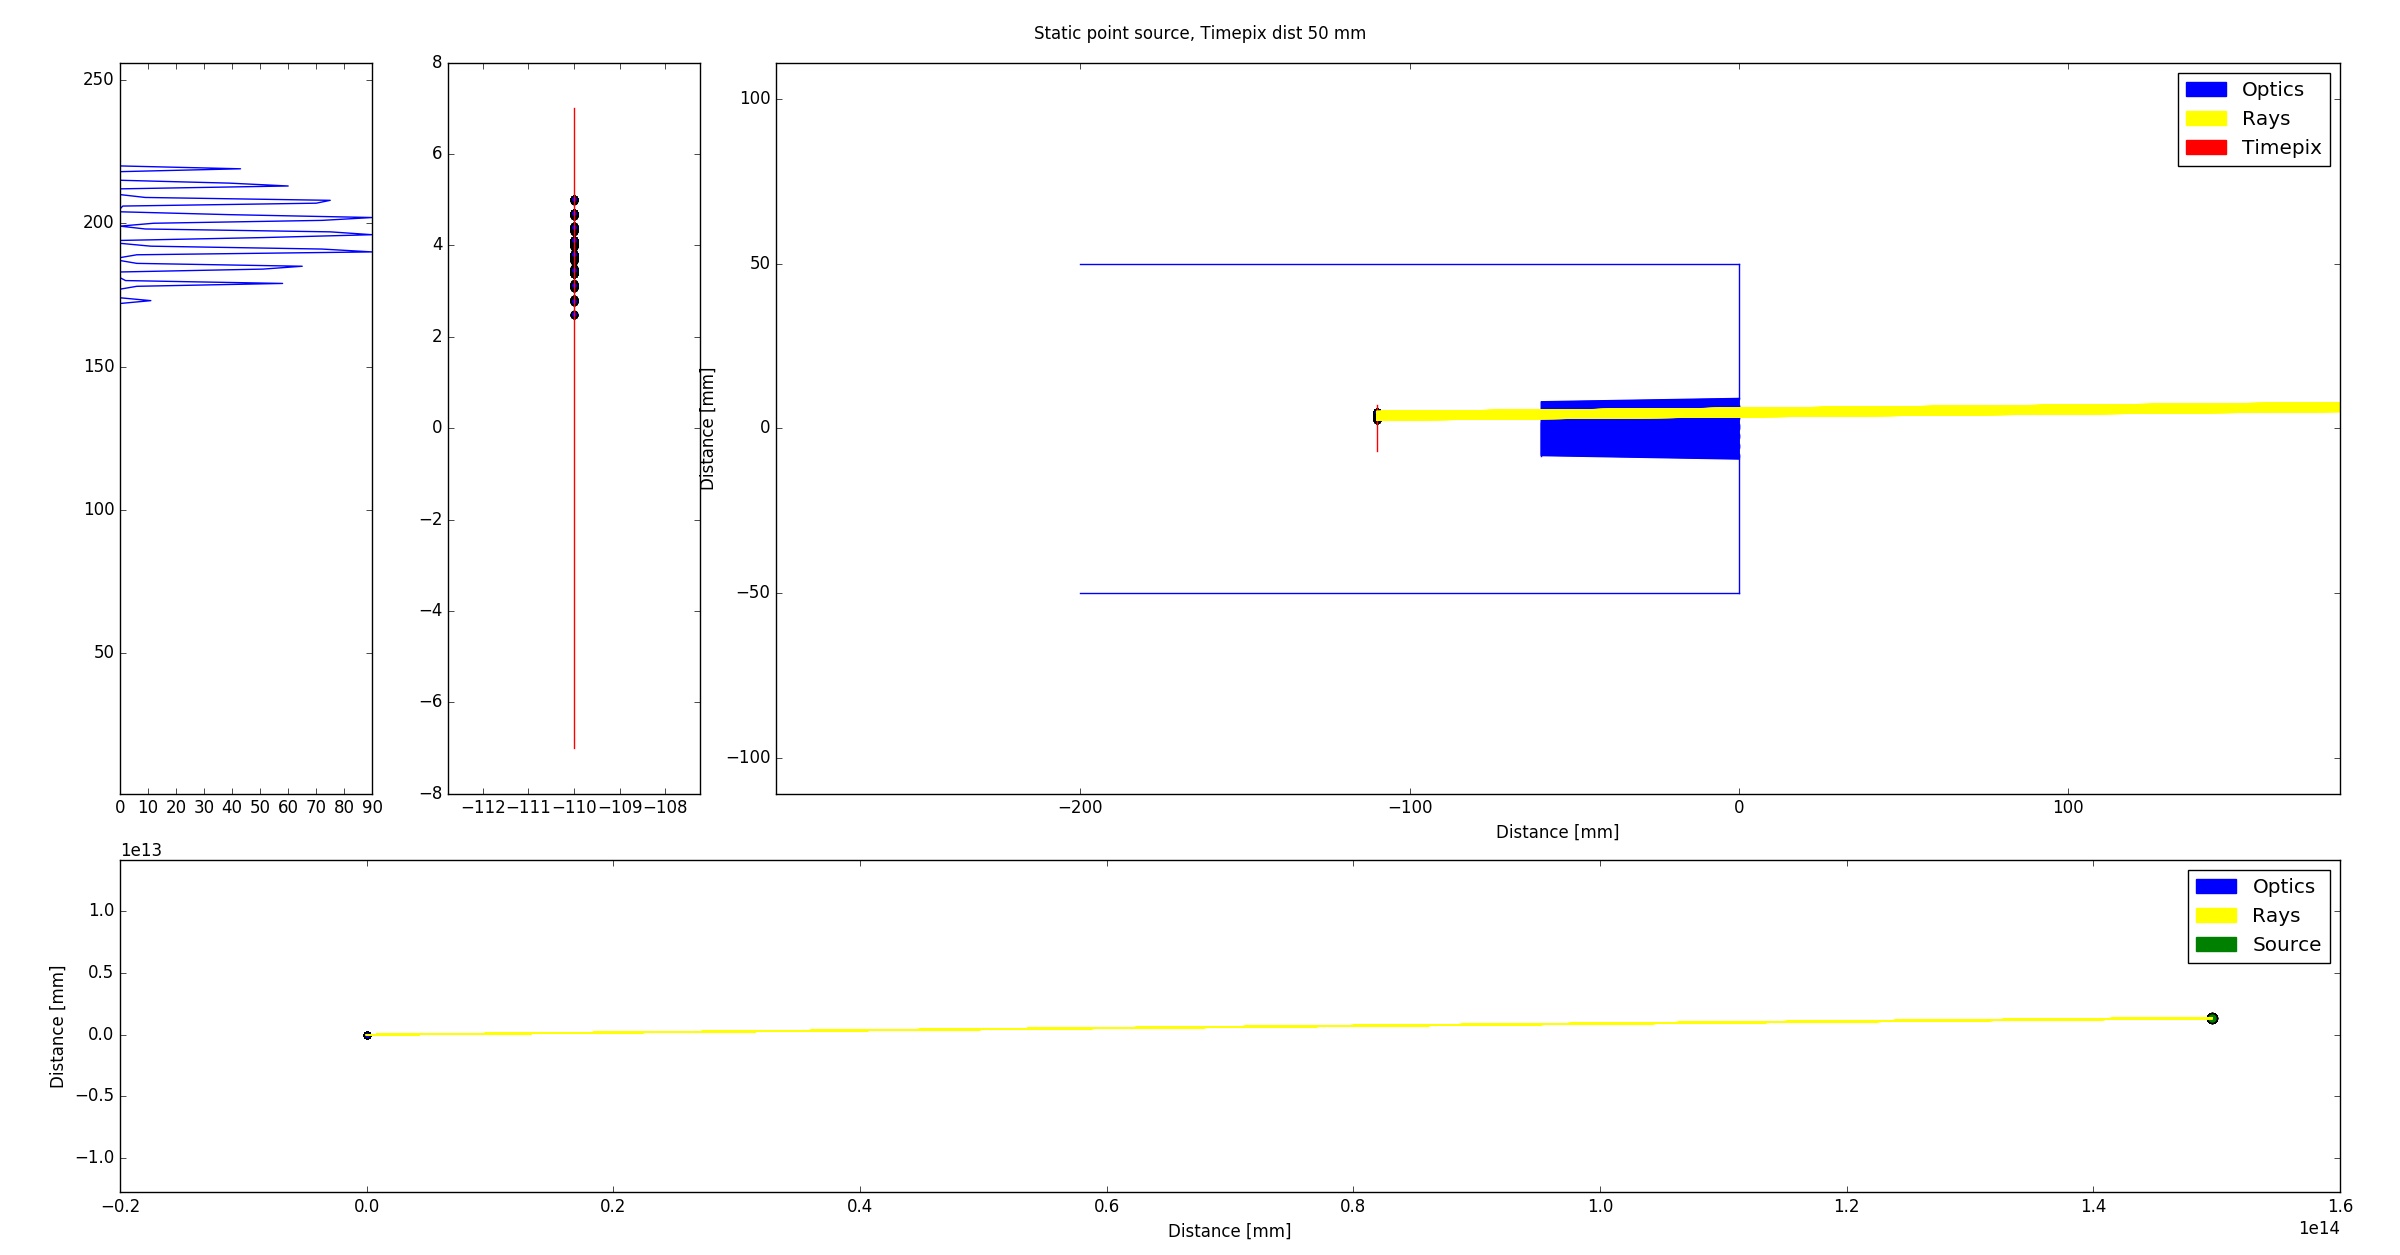 Static point source, Timepix dist 50 mm
250
200
150
100
50
0 10 20 30 40 50 60 70 80 90
8
6
4
2
0
−2
−4
−6
−8
−112 −111 −110 −109 −108
Distance [mm]
100
50
0
−50
−100
−200 −100 0 100
Distance [mm]
Optics
Rays
Timepix
1e13
1.0
0.5
0.0
−0.5
−1.0
Distance [mm]
−0.2 0.0 0.2 0.4 0.6 0.8 1.0 1.2 1.4 1.6
1e14
Distance [mm]
Optics
Rays
Source